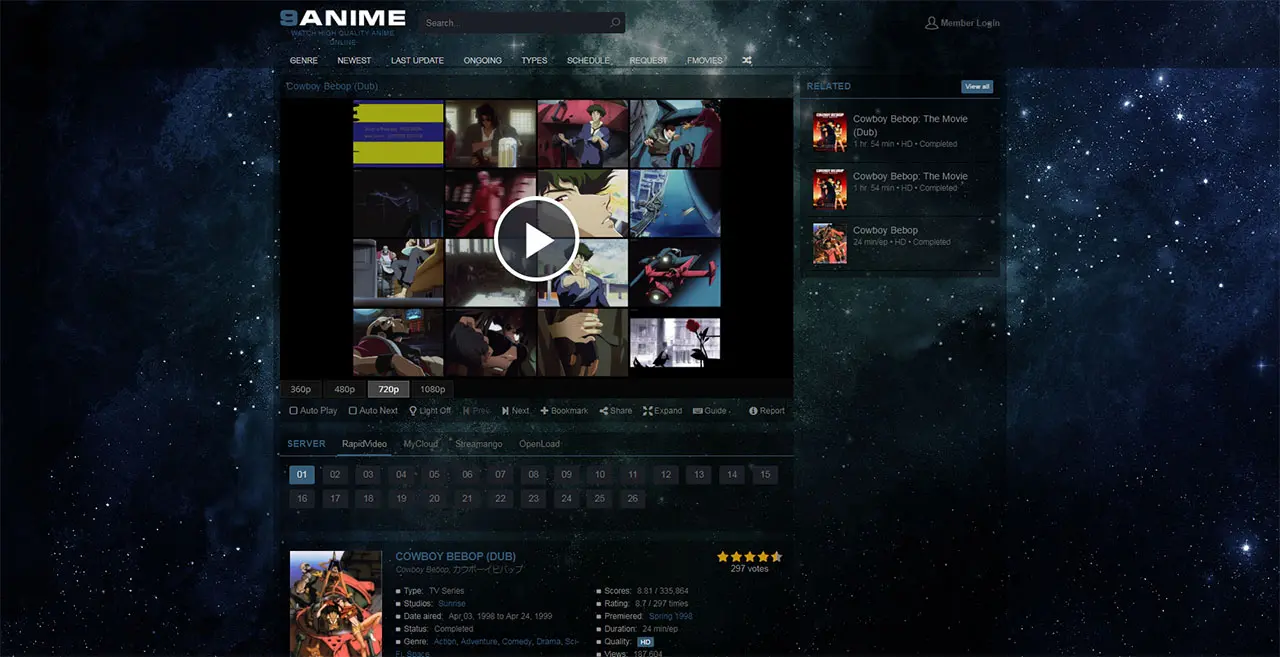 9ANIME
WATCH HIGH QUALITY ANIME
ONLINE
Search...
Member Login
GENRE NEWEST LAST UPDATE ONGOING TYPES SCHEDULE REQUEST FMOVIES
Cowboy Bebop (Dub)
360p 480p 720p 1080p
Auto Play Auto Next Light Off Prev Next Bookmark Share Expand Guide Report
SERVER RapidVideo MyCloud Streamango OpenLoad
01 02 03 04 05 06 07 08 09 10 11 12 13 14 15
16 17 18 19 20 21 22 23 24 25 26
RELATED View all
Cowboy Bebop: The Movie
(Dub)
1 hr 54 min • HD • Completed
Cowboy Bebop: The Movie
1 hr 54 min • HD • Completed
Cowboy Bebop
24 min/ep • HD • Completed
COWBOY BEBOP (DUB)
Cowboy Bebop, カウボーイビバップ
297 votes
Type: TV Series
Studios: Sunrise
Date aired: Apr 03, 1998 to Apr 24, 1999
Status: Completed
Genre: Action, Adventure, Comedy, Drama, Sci-
Fi, Space
Scores: 8.81 / 335,864
Rating: 8.7 / 297 times
Premiered: Spring 1998
Duration: 24 min/ep
Quality: HD
Views: 187,604